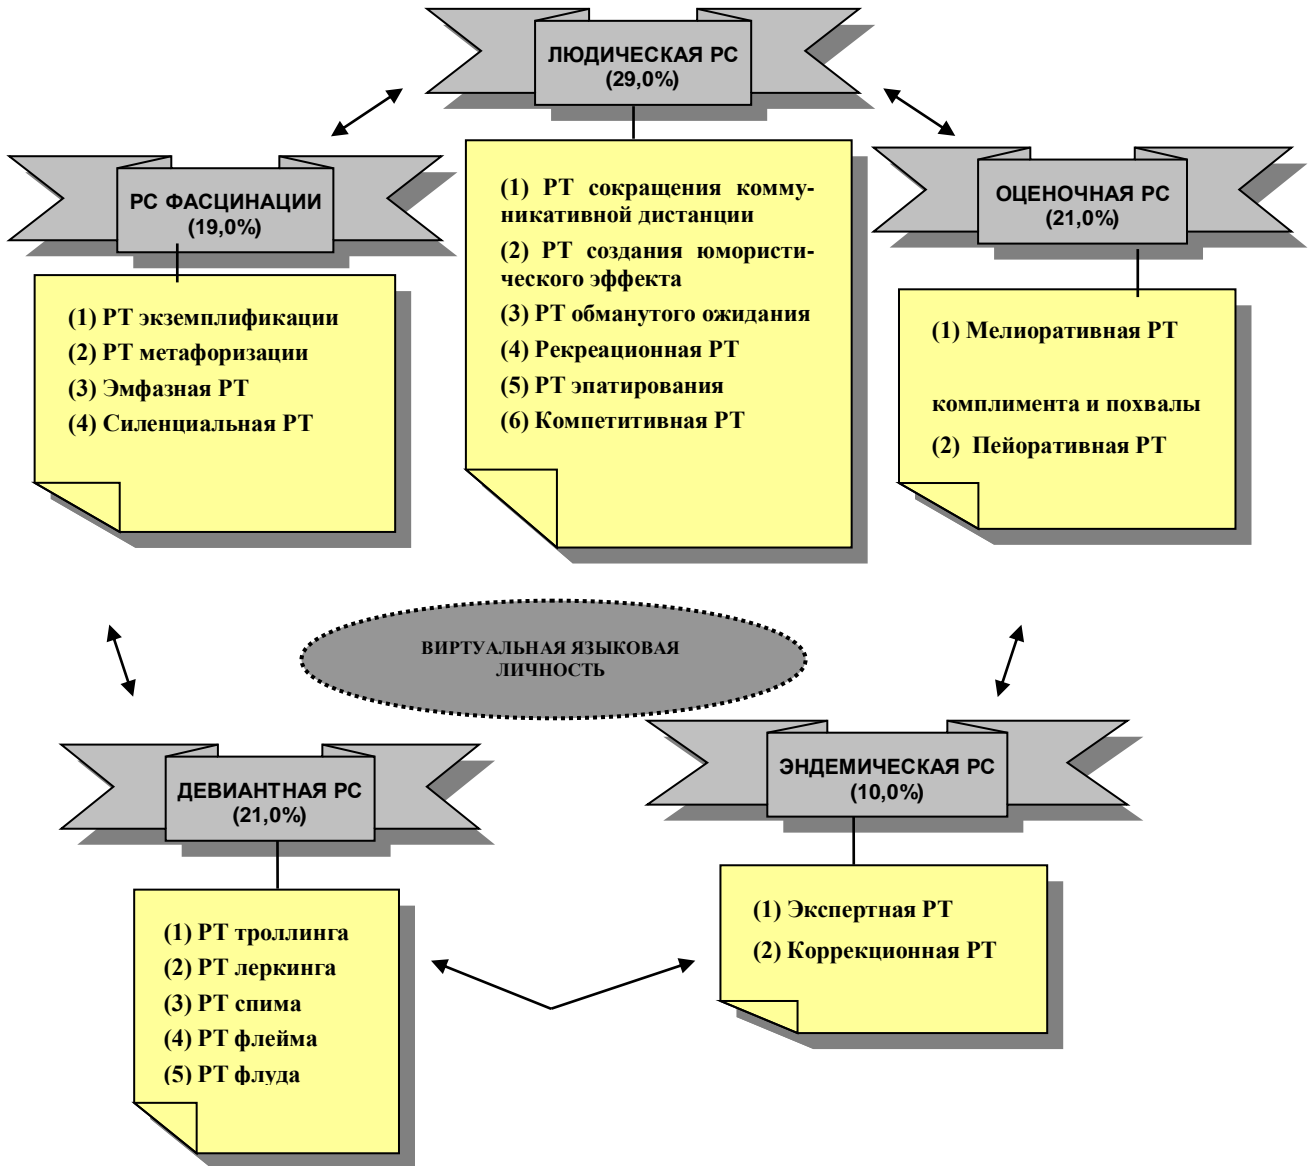 ЛЮДИЧЕСКАЯ РС
(29,0%)
РС ФАСЦИНАЦИИ
(19,0%)
ОЦЕНОЧНАЯ РС
(21,0%)
(1) РТ экземплификации
(2) РТ метафоризации
(3) Эмфазная РТ
(4) Силенциальная РТ
(1) РТ сокращения комму-
никативной дистанции
(2) РТ создания юмористи-
ческого эффекта
(3) РТ обманутого ожидания
(4) Рекреационная РТ
(5) РТ эпатирования
(6) Компетитивная РТ
(1) Мелиоративная РТ
комплимента и похвалы
(2) Пейоративная РТ
ВИРТУАЛЬНАЯ ЯЗЫКОВАЯ
ЛИЧНОСТЬ
ДЕВИАНТНАЯ РС
(21,0%)
ЭНДЕМИЧЕСКАЯ РС
(10,0%)
(1) РТ троллинга
(2) РТ леркинга
(3) РТ спима
(4) РТ флейма
(5) РТ флуда
(1) Экспертная РТ
(2) Коррекционная РТ